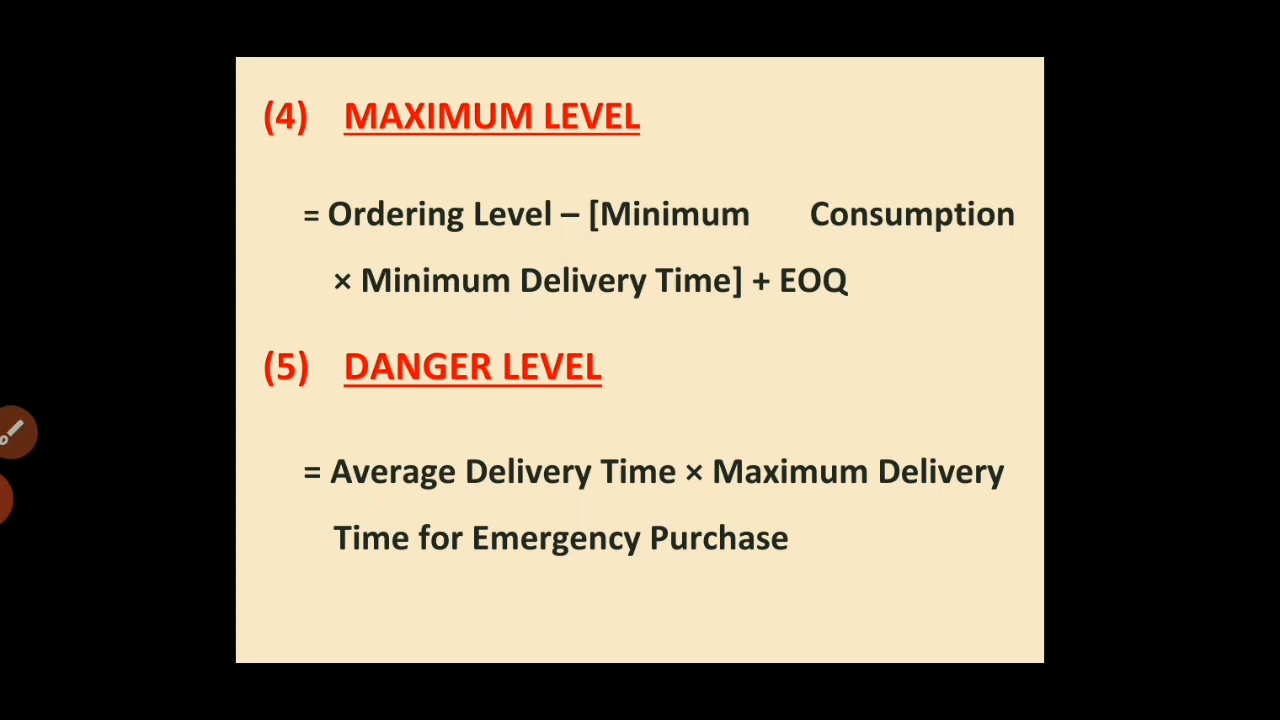 (4) MAXIMUM LEVEL
= Ordering Level – [Minimum Consumption
× Minimum Delivery Time] + EOQ
(5) DANGER LEVEL
= Average Delivery Time × Maximum Delivery
Time for Emergency Purchase